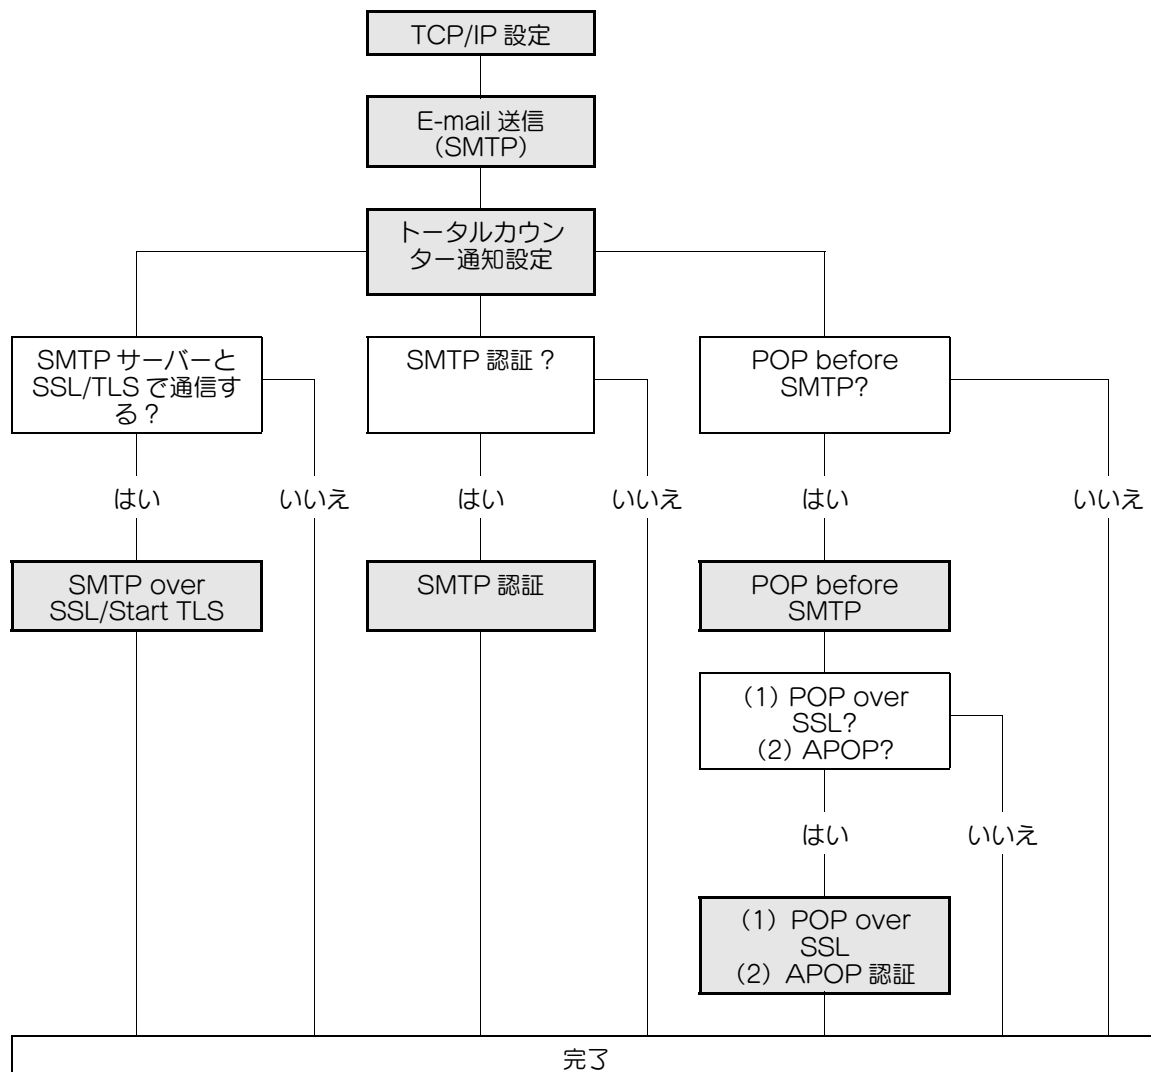 TCP/IP 設定
E-mail 送信
(SMTP)
トータルカウン
ター通知設定
SMTP サーバーと
SSL/TLS で通信す
る？
SMTP 認証？
POP before
SMTP?
はい
いいえ
はい
いいえ
はい
いいえ
SMTP over
SSL/Start TLS
SMTP 認証
POP before
SMTP
(1) POP over
SSL?
(2) APOP?
はい
いいえ
(1) POP over
SSL
(2) APOP 認証
完了